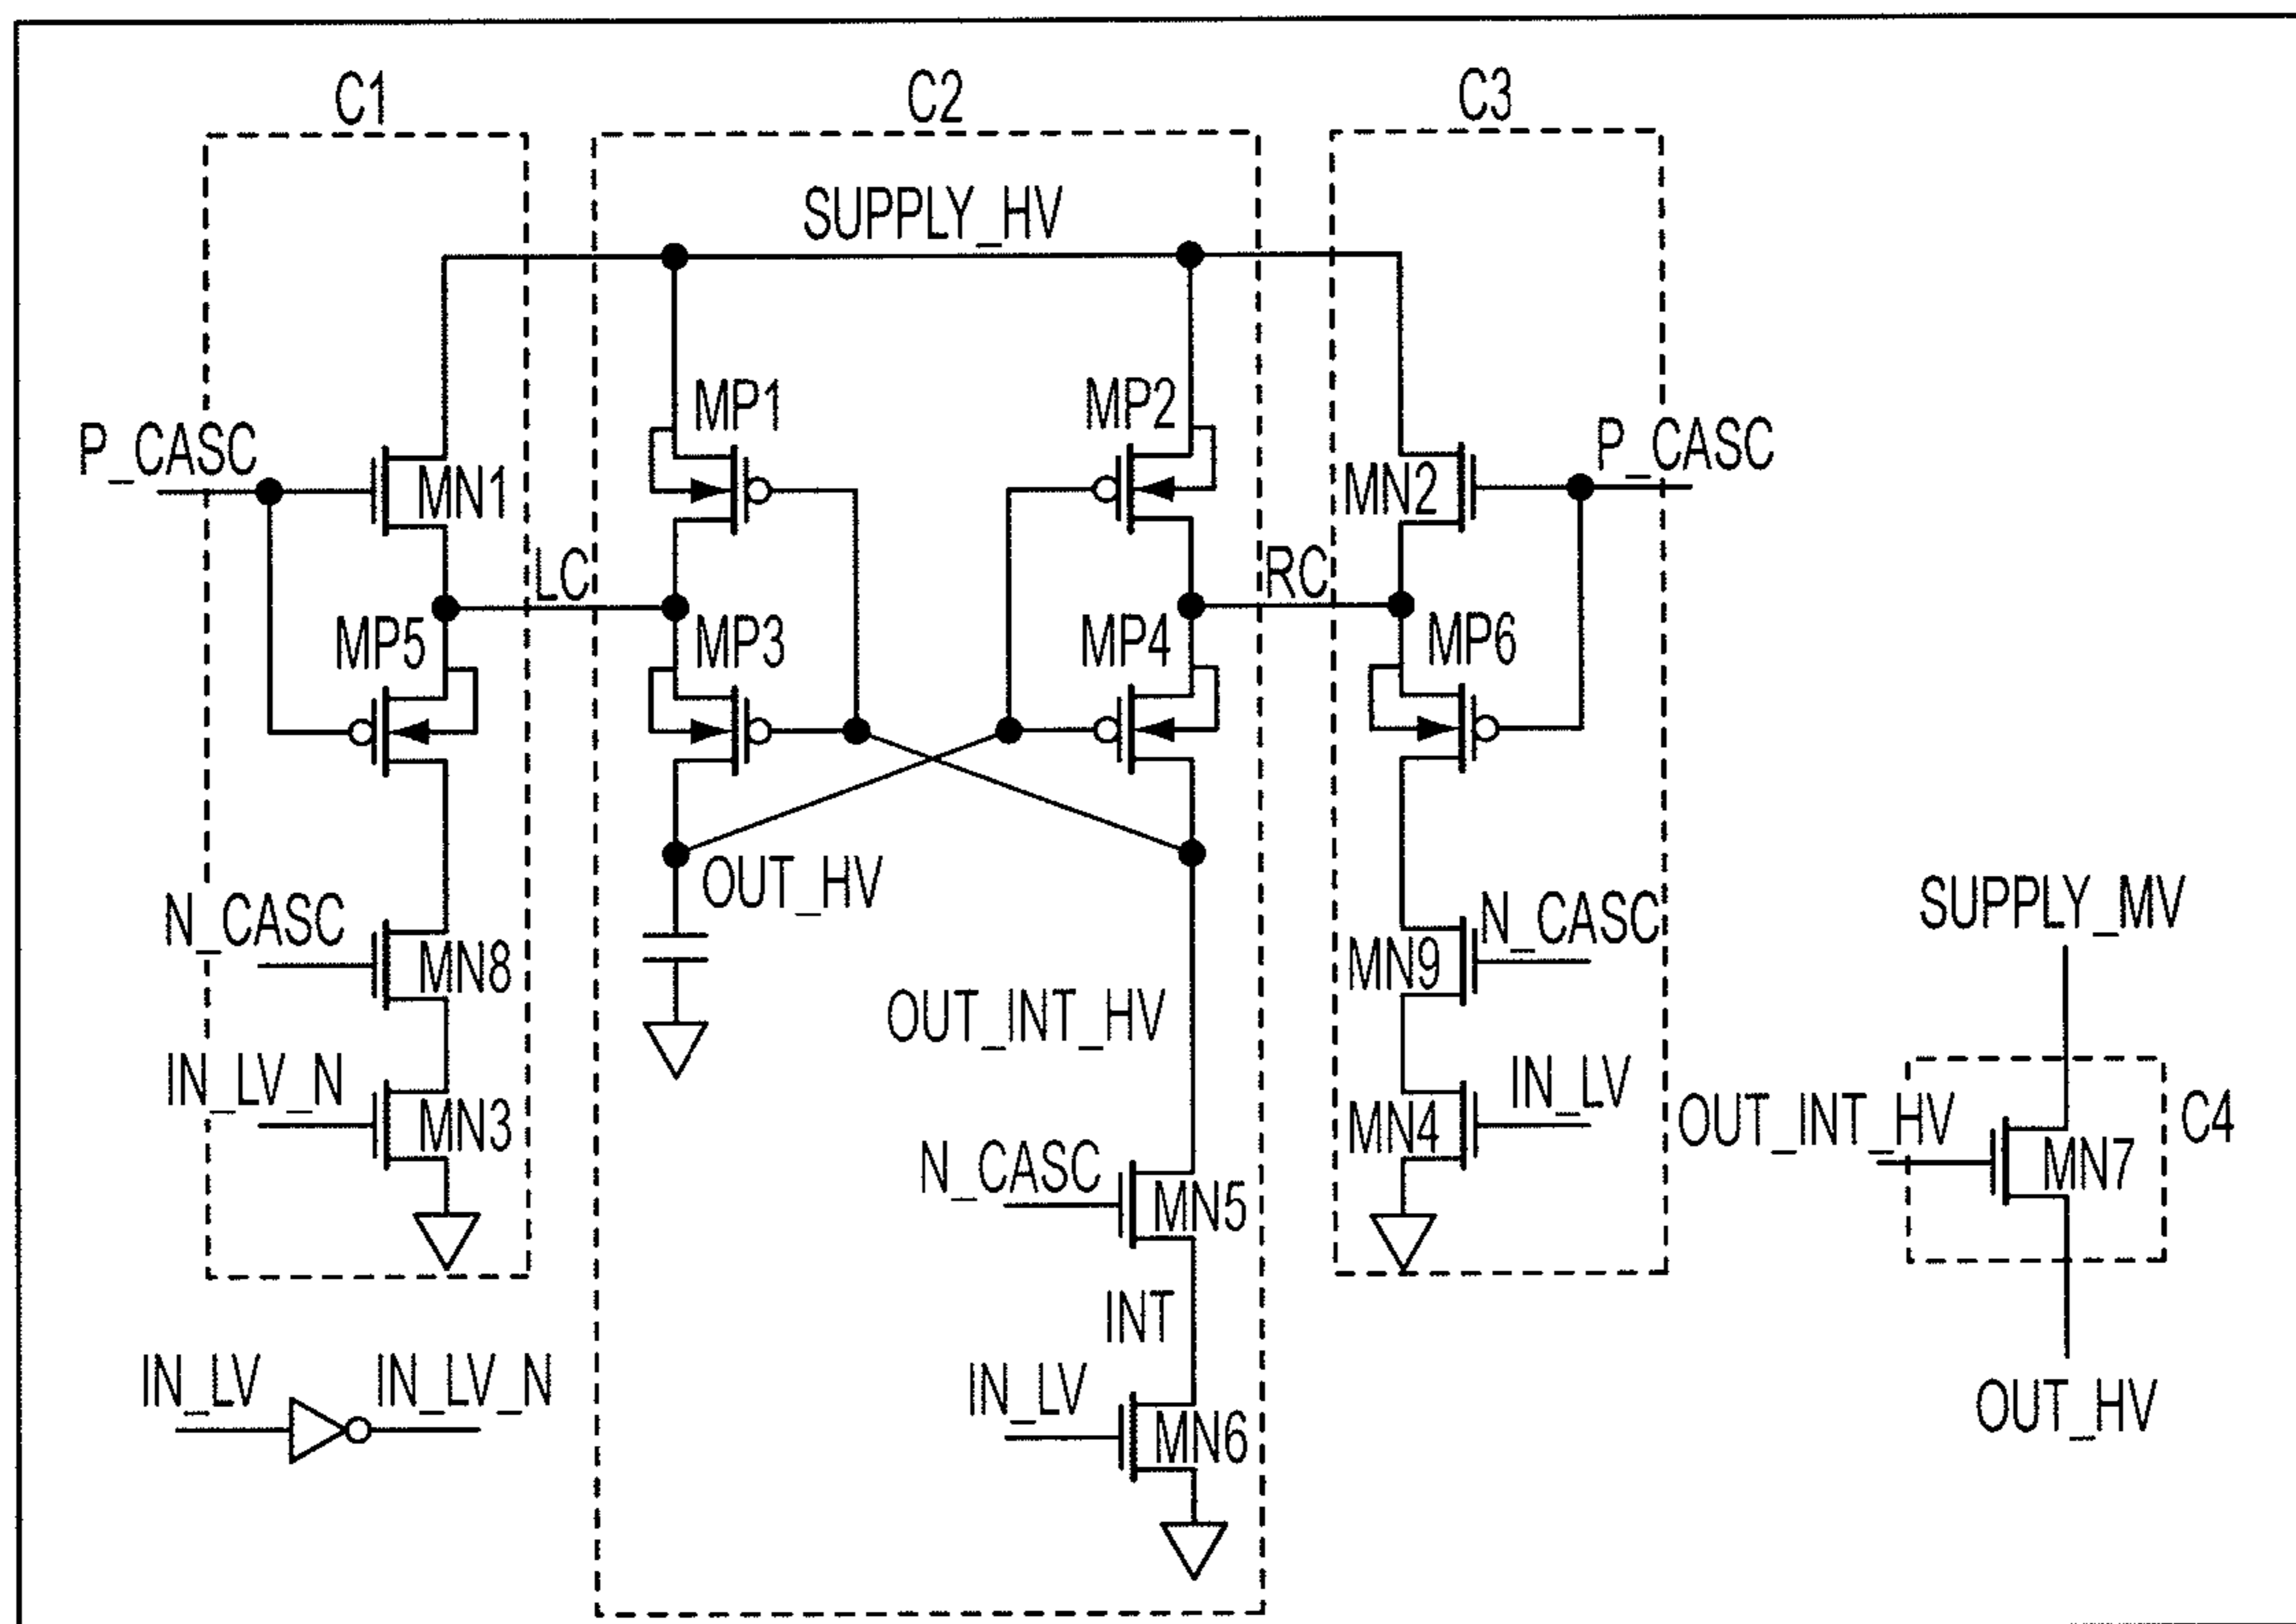 C1
C2
C3
SUPPLY_HV
MP1
MP2
P_CASC
MN1
MN2
P_CASC
LC
RC
MP5
MP3
MP4
MP6
OUT_HV
N_CASC
MN8
N_CASC
MN9
SUPPLY_MV
OUT_INT_HV
IN_LV_N
MN3
IN_LV
MN4
OUT_INT_HV
MN7
C4
N_CASC
MN5
INT
IN_LV
IN_LV_N
IN_LV
MN6
OUT_HV